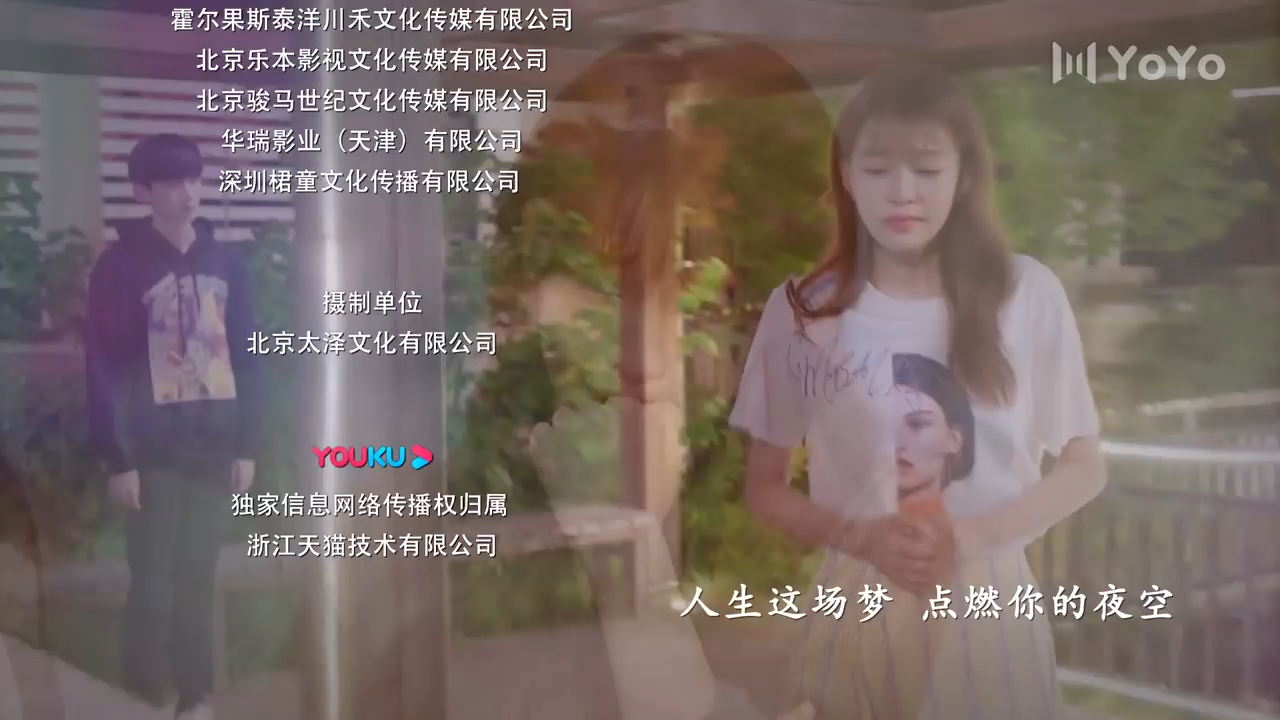 霍尔果斯泰洋川禾文化传媒有限公司
北京乐本影视文化传媒有限公司
北京骏马世纪文化传媒有限公司
华瑞影业（天津）有限公司
深圳桾童文化传播有限公司
YOYO
摄制单位
北京太泽文化有限公司
YOUKU
独家信息网络传播权归属
浙江天猫技术有限公司
人生这场梦 点燃你的夜空